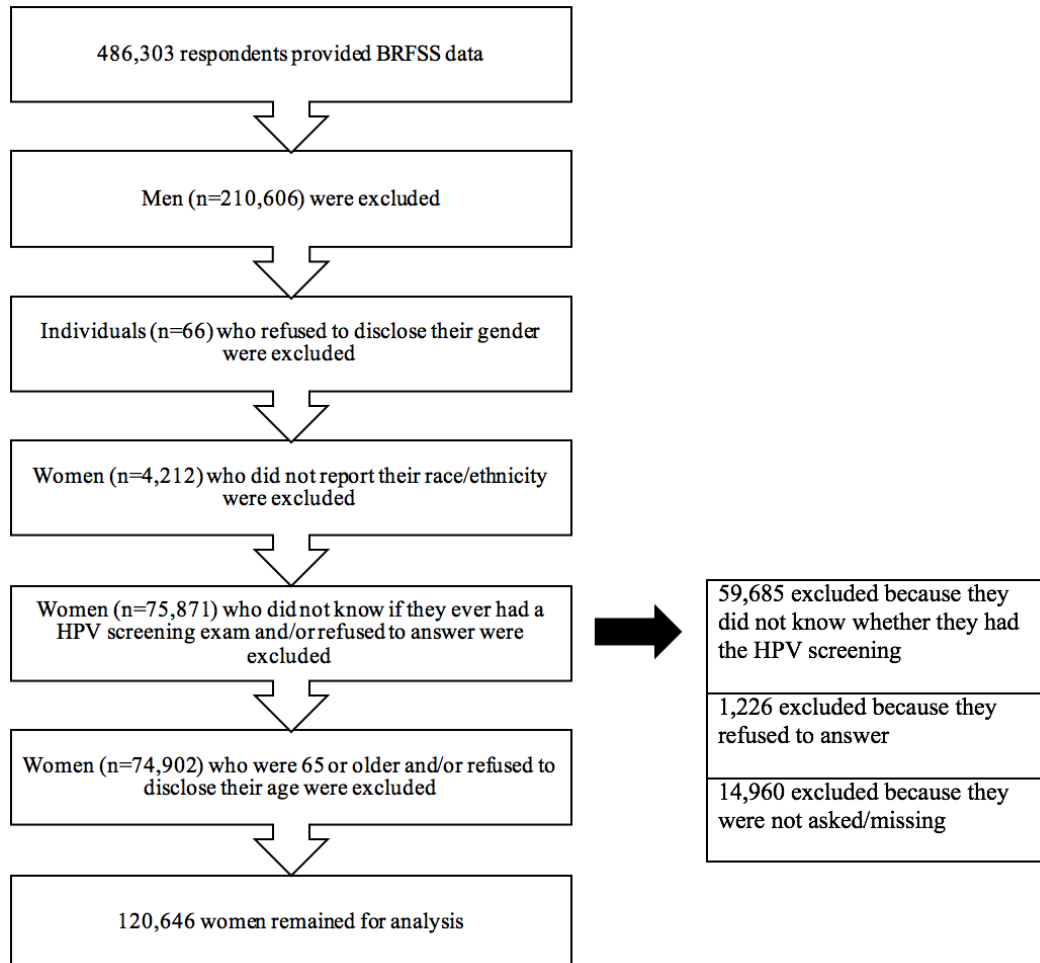 486,303 respondents provided BRFSS data
Men (n=210,606) were excluded
Individuals (n=66) who refused to disclose their gender
were excluded
Women (n=4,212) who did not report their race/ethnicity
were excluded
Women (n=75,871) who did not know if they ever had a
HPV screening exam and/or refused to answer were
excluded
59,685 excluded because they
did not know whether they had
the HPV screening
1,226 excluded because they
refused to answer
14,960 excluded because they
were not asked/missing
Women (n=74,902) who were 65 or older and/or refused to
disclose their age were excluded
120,646 women remained for analysis